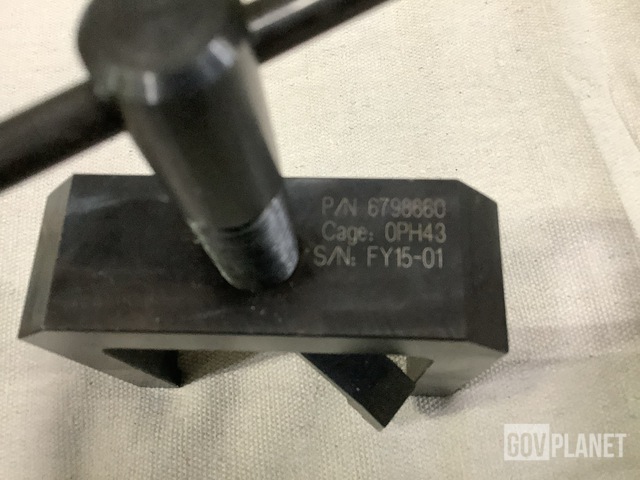 P/N 6798660
Cage: 0PH43
S/N: FY15-01
GOVPLANET